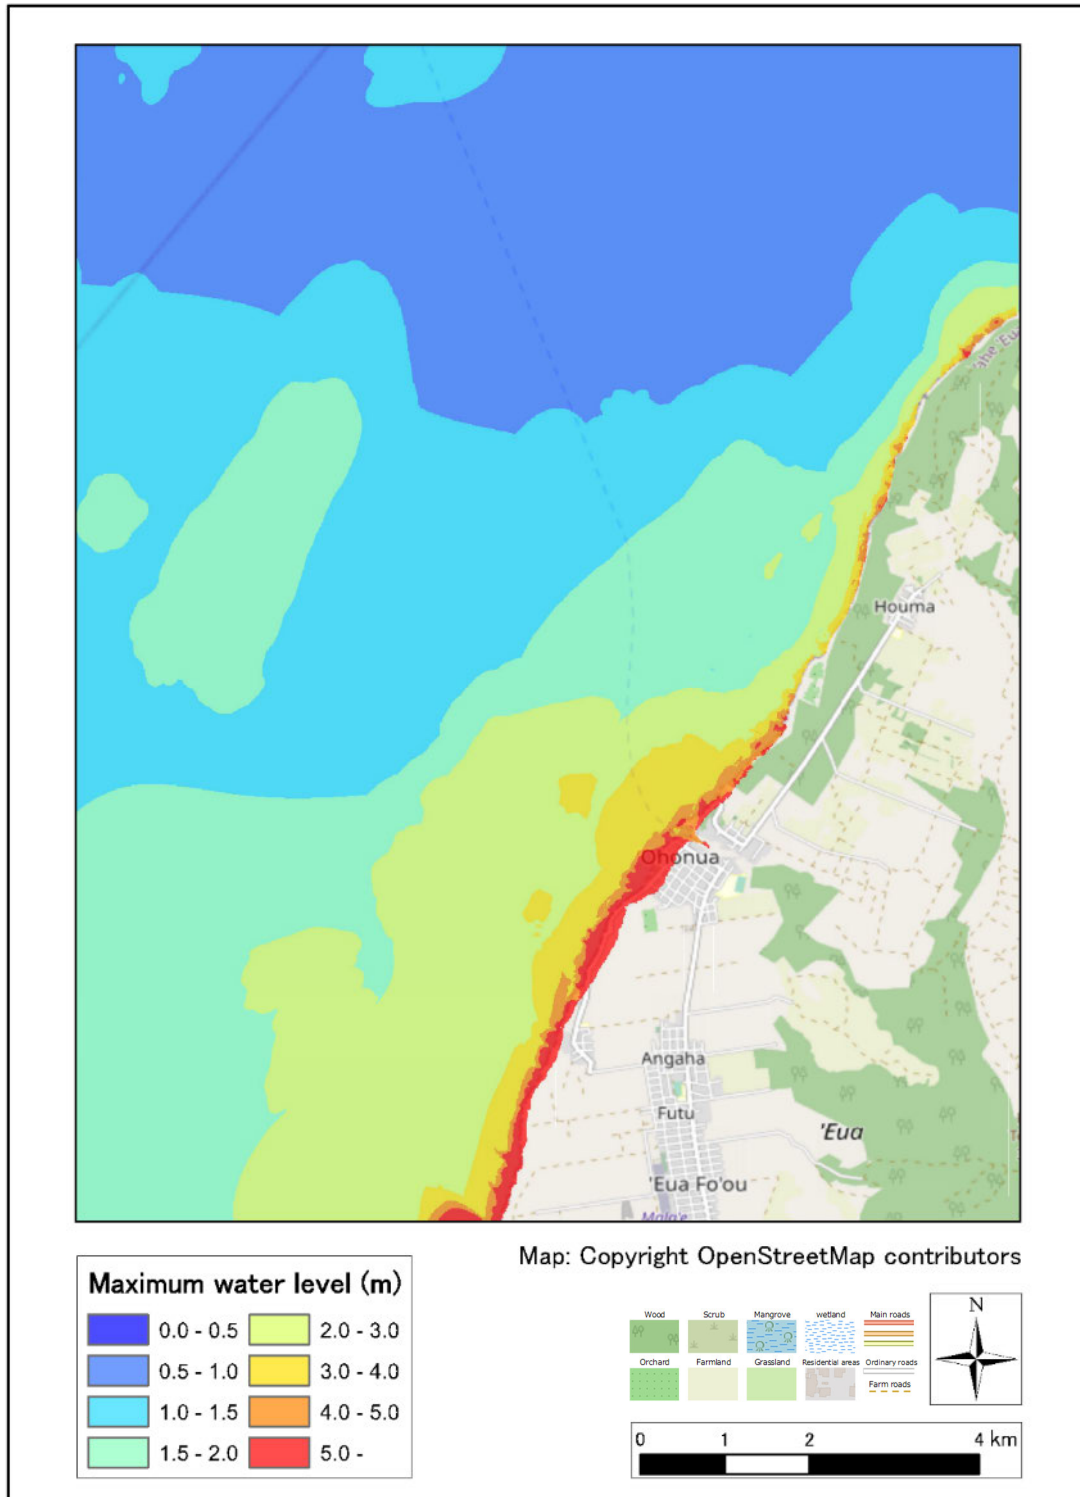 Houma
Ohonua
Angaha
Futu
'Eua
'Eua Fo'ou
Map: Copyright OpenStreetMap contributors
Maximum water level (m)
0.0 - 0.5
2.0 - 3.0
0.5 - 1.0
3.0 - 4.0
1.0 - 1.5
4.0 - 5.0
1.5 - 2.0
5.0 -
Wood
Scrub
Mangrove
wetland
Main roads
Orchard
Farmland
Grassland
Residential areas
Ordinary roads
Farm roads
N
0 1 2 4 km